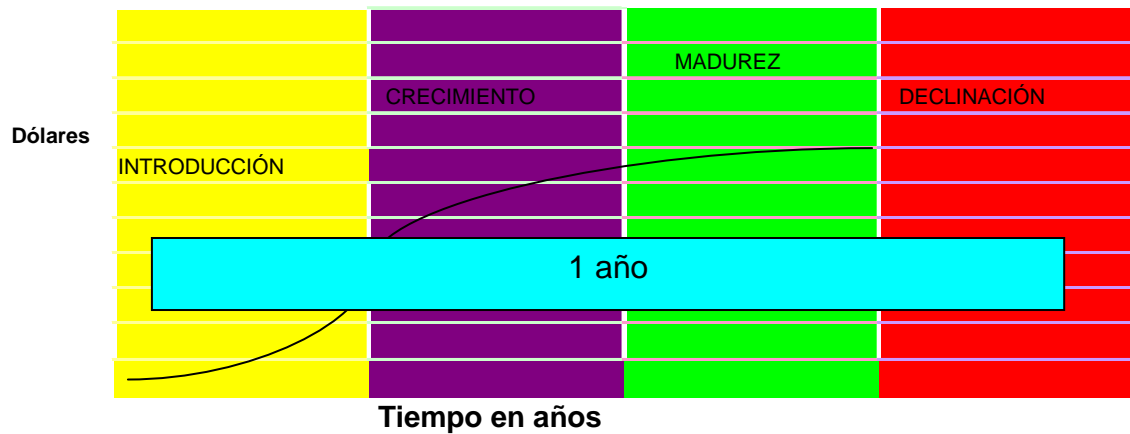 MADUREZ
CRECIMIENTO
DECLINACIÓN
Dólares
INTRODUCCIÓN
1 año
Tiempo en años